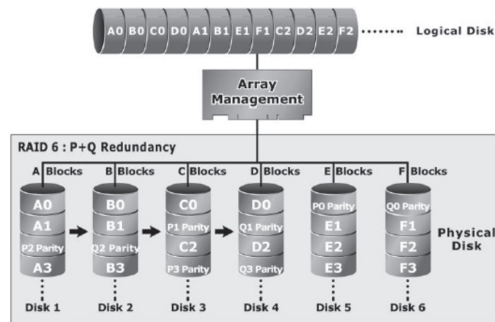 A0 B0 C0 D0 A1 B1 E1 F1 C2 D2 E2 F2
Logical Disk
Array
Management
RAID 6 : P+Q Redundancy
A Blocks B Blocks C Blocks D Blocks E Blocks F Blocks
A0 B0 C0 D0 P0 Parity Q0 Parity
A1 B1 P1 Parity Q1 Parity E1 F1
P2 Parity Q2 Parity C2 D2 E2 F2
A3 B3 P3 Parity Q3 Parity E3 F3
Physical
Disk
Disk 1 Disk 2 Disk 3 Disk 4 Disk 5 Disk 6